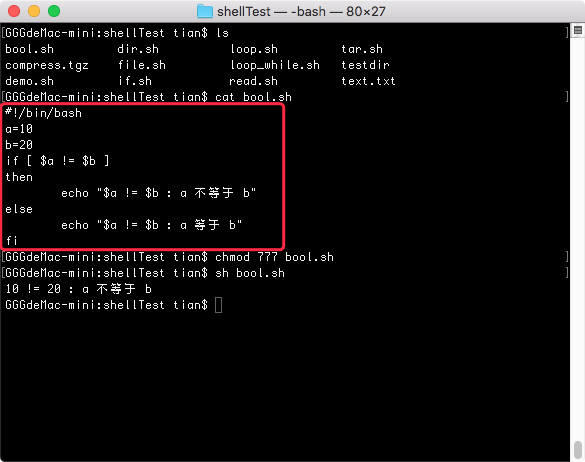 shellTest — -bash — 80×27
[GGGdeMac-mini:shellTest tian$ ls ]
bool.sh dir.sh loop.sh tar.sh
compress.tgz file.sh loop_while.sh testdir
demo.sh if.sh read.sh text.txt
[GGGdeMac-mini:shellTest tian$ cat bool.sh ]
#!/bin/bash
a=10
b=20
if [ $a != $b ]
then
echo "$a != $b : a 不等于 b"
else
echo "$a != $b : a 等于 b"
fi
[GGGdeMac-mini:shellTest tian$ chmod 777 bool.sh ]
[GGGdeMac-mini:shellTest tian$ sh bool.sh ]
10 != 20 : a 不等于 b
GGGdeMac-mini:shellTest tian$